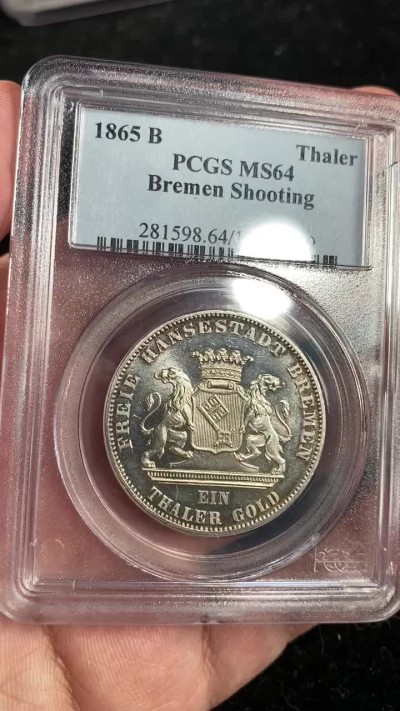 1865 B
Thaler
PCGS MS64
Bremen Shooting
281598.64/
FREIE HANSESTADT BREMEN
EIN
THALER GOLD